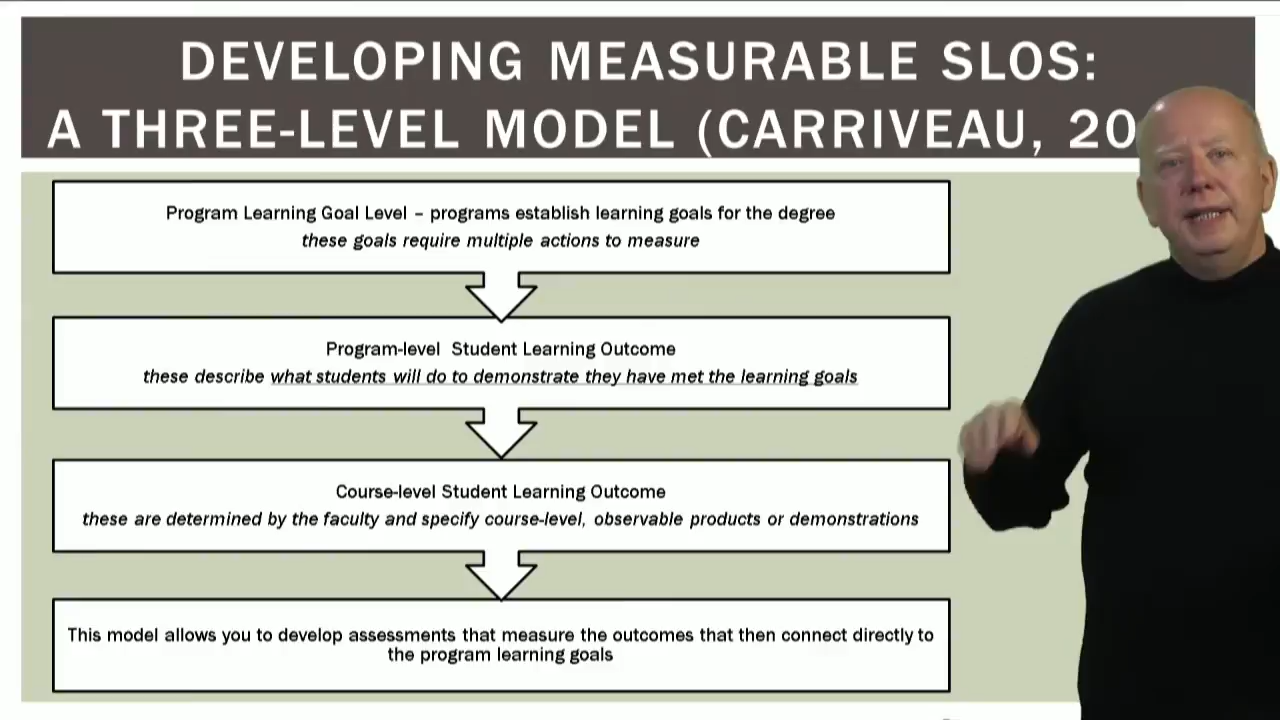 DEVELOPING MEASURABLE SLOS:
A THREE-LEVEL MODEL (CARRIVEAU, 20
Program Learning Goal Level – programs establish learning goals for the degree
these goals require multiple actions to measure
Program-level Student Learning Outcome
these describe what students will do to demonstrate they have met the learning goals
Course-level Student Learning Outcome
these are determined by the faculty and specify course-level, observable products or demonstrations
This model allows you to develop assessments that measure the outcomes that then connect directly to
the program learning goals